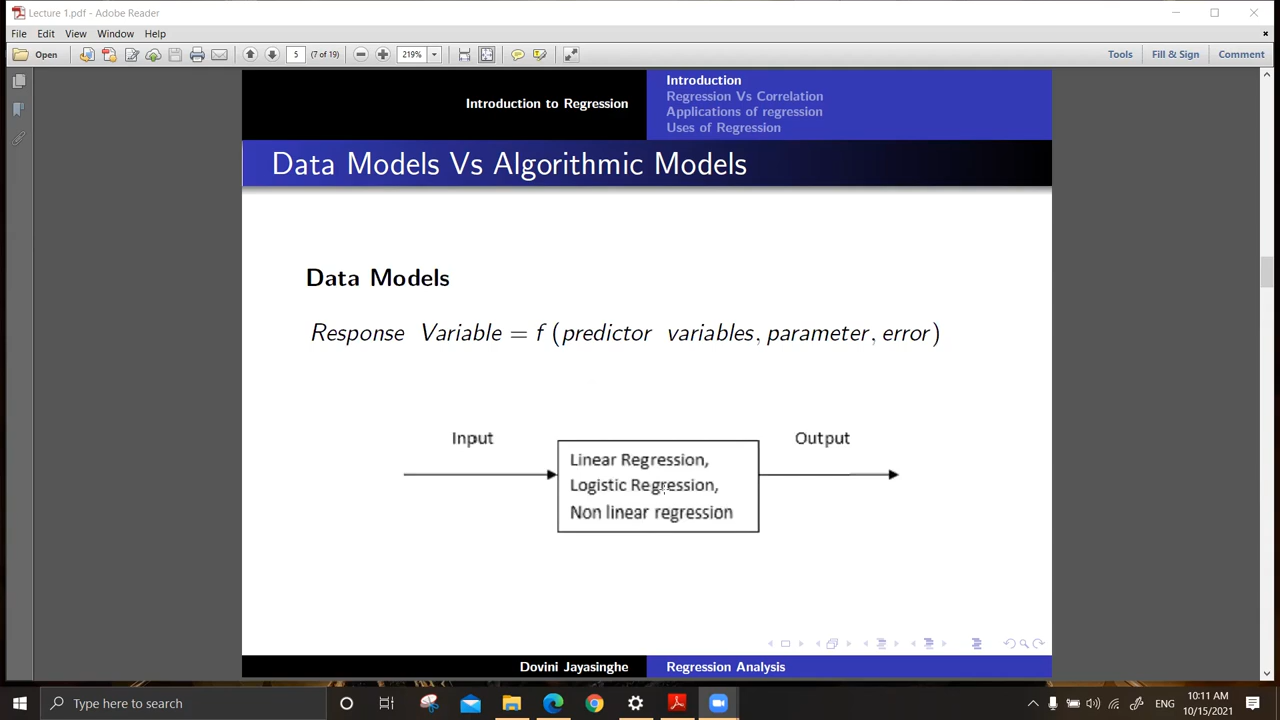 Lecture 1.pdf - Adobe Reader
File Edit View Window Help
Open 5 (7 of 19) 219% Tools Fill & Sign Comment
Introduction to Regression
Introduction
Regression Vs Correlation
Applications of regression
Uses of Regression
Data Models Vs Algorithmic Models
Data Models
Response Variable = f (predictor variables, parameter, error)
Input
Output
Linear Regression,
Logistic Regression,
Non linear regression
Dovini Jayasinghe
Regression Analysis
Type here to search
ENG
10:11 AM
10/15/2021